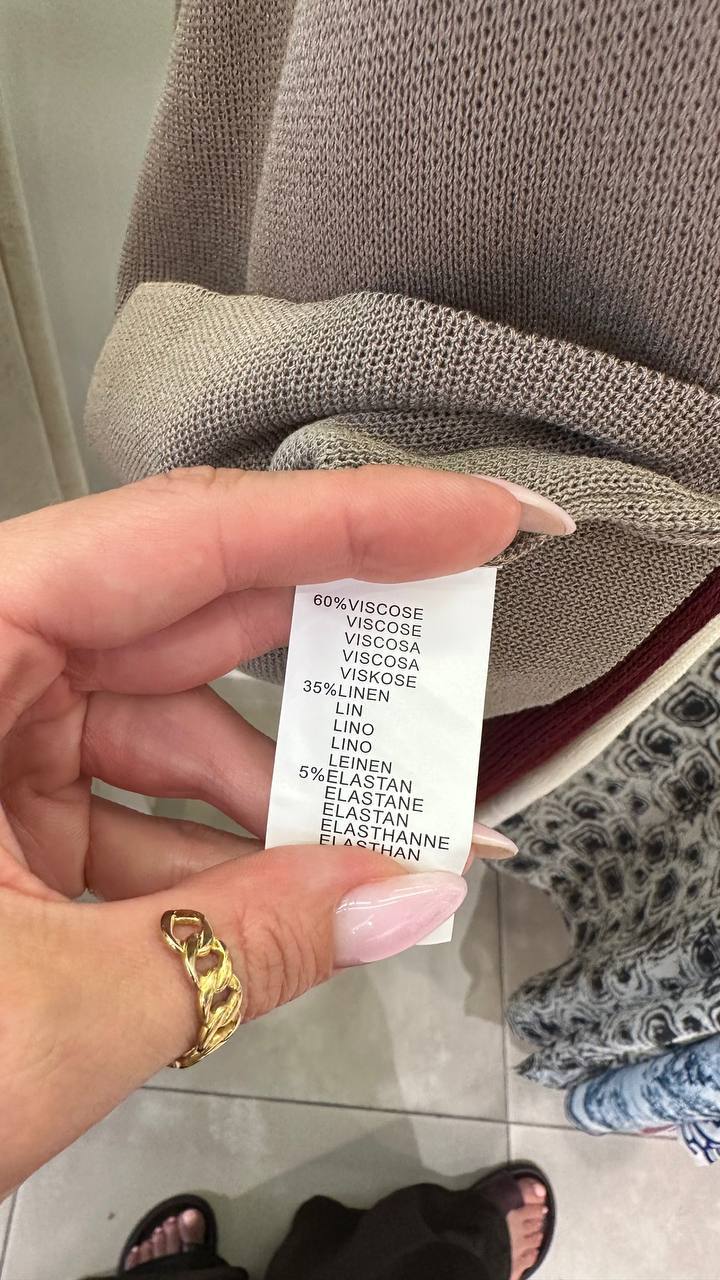 60%VISCOSE
VISCOSE
VISCOSA
VISCOSA
VISKOSE
35%LINEN
LIN
LINO
LINO
LEINEN
5%ELASTAN
ELASTANE
ELASTAN
ELASTHANNE
ELASTHAN